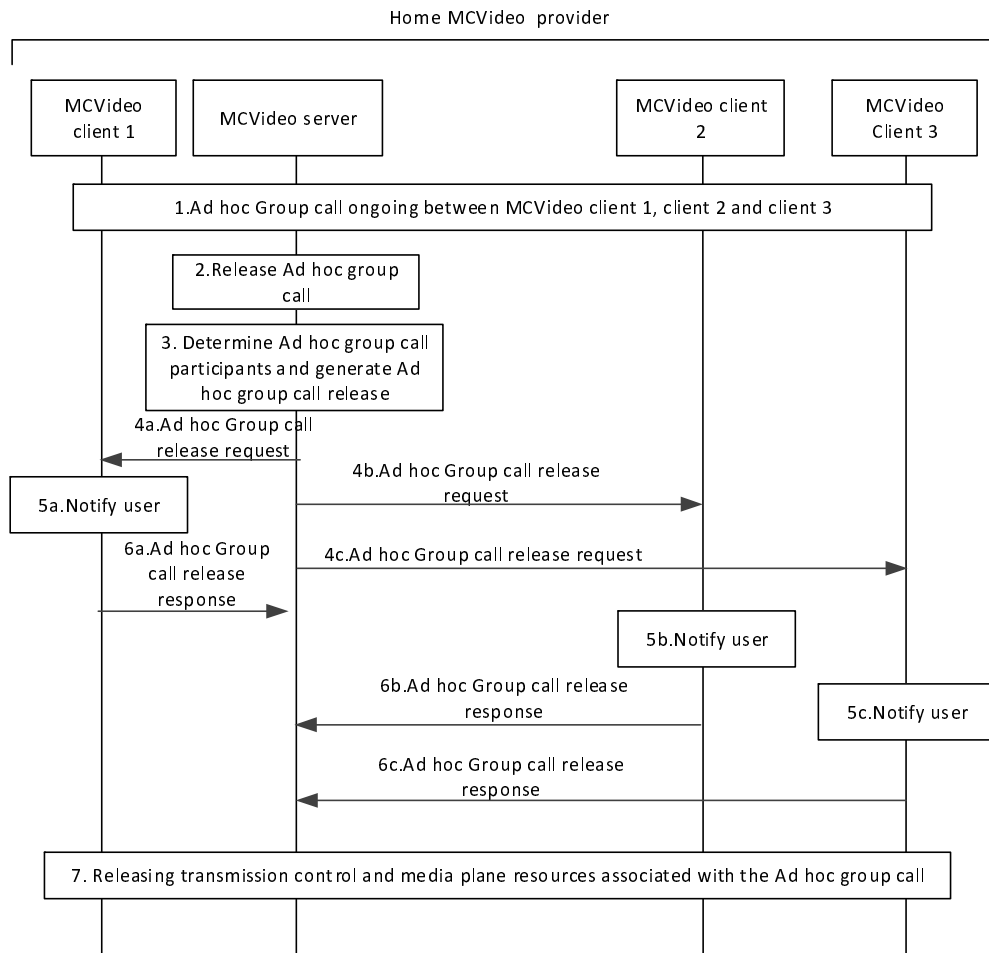 Home MCVideo provider
MCVideo
client 1
MCVideo server
MCVideo client
2
MCVideo
Client 3
1.Ad hoc Group call ongoing between MCVideo client 1, client 2 and client 3
2.Release Ad hoc group
call
3. Determine Ad hoc group call
participants and generate Ad
hoc group call release
4a.Ad hoc Group call
release request
4b.Ad hoc Group call release
request
5a.Notify user
6a.Ad hoc Group
call release
response
4c.Ad hoc Group call release request
5b.Notify user
6b.Ad hoc Group call release
response
5c.Notify user
6c.Ad hoc Group call release
response
7. Releasing transmission control and media plane resources associated with the Ad hoc group call